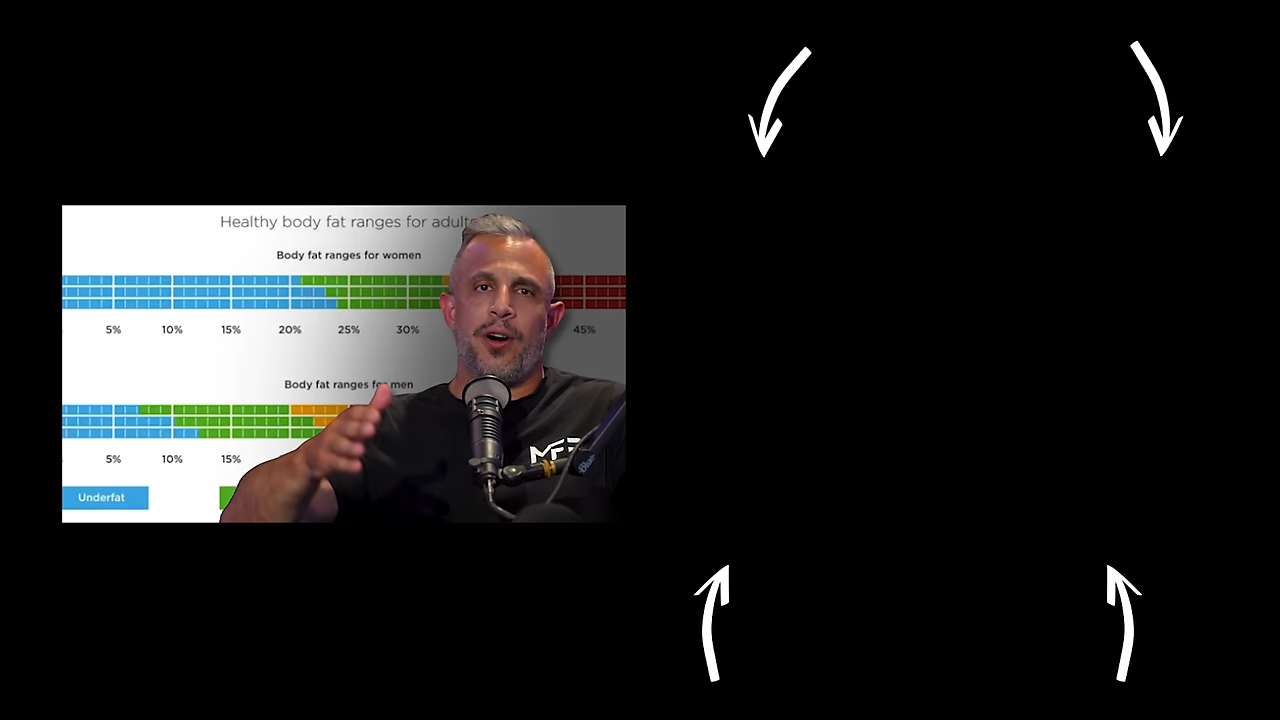 Healthy body fat ranges for adults
Body fat ranges for women
5% 10% 15% 20% 25% 30% 45%
Body fat ranges for men
5% 10% 15%
Underfat